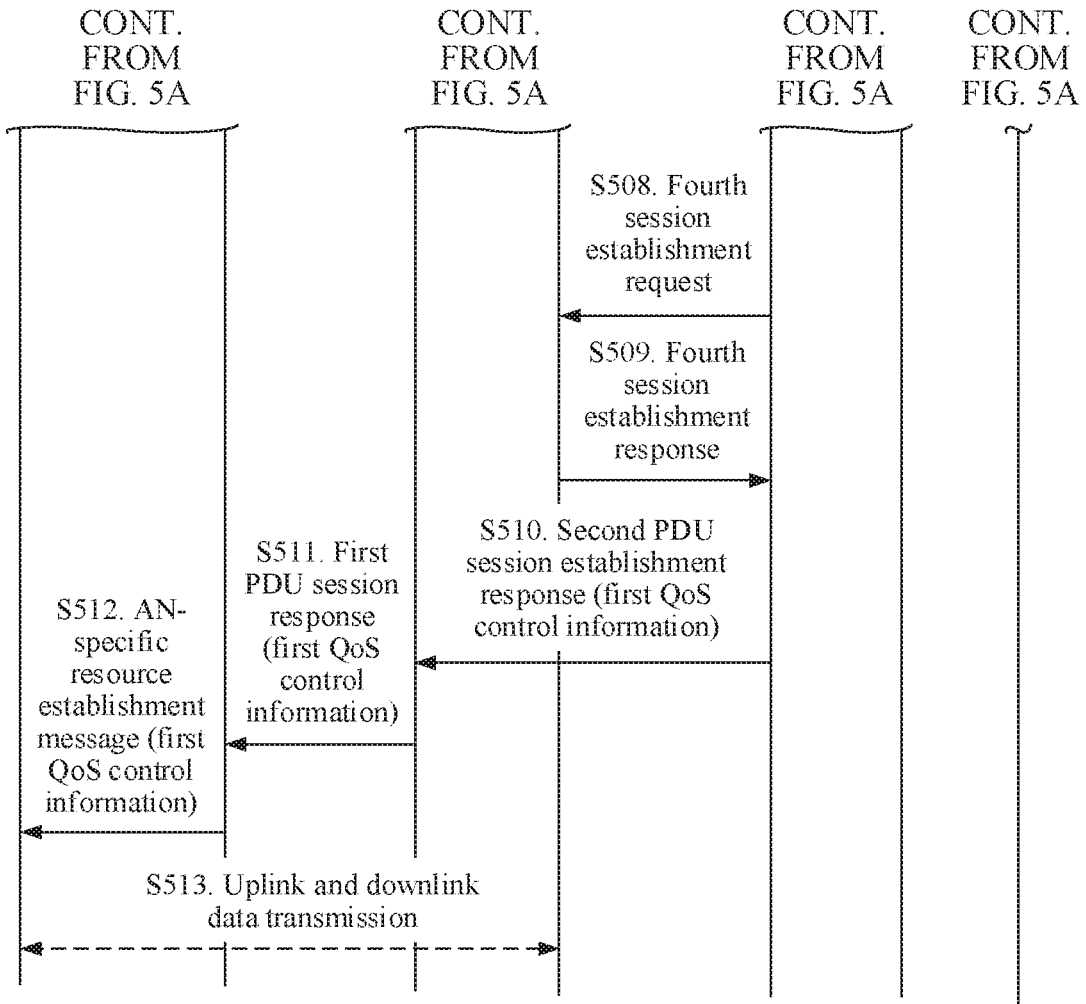 CONT.
FROM
FIG. 5A
CONT.
FROM
FIG. 5A
CONT.
FROM
FIG. 5A
CONT.
FROM
FIG. 5A
S508. Fourth
session
establishment
request
S509. Fourth
session
establishment
response
S510. Second PDU
session establishment
response (first QoS
control information)
S511. First
PDU session
response
(first QoS
control
information)
S512. AN-
specific
resource
establishment
message (first
QoS control
information)
S513. Uplink and downlink
data transmission